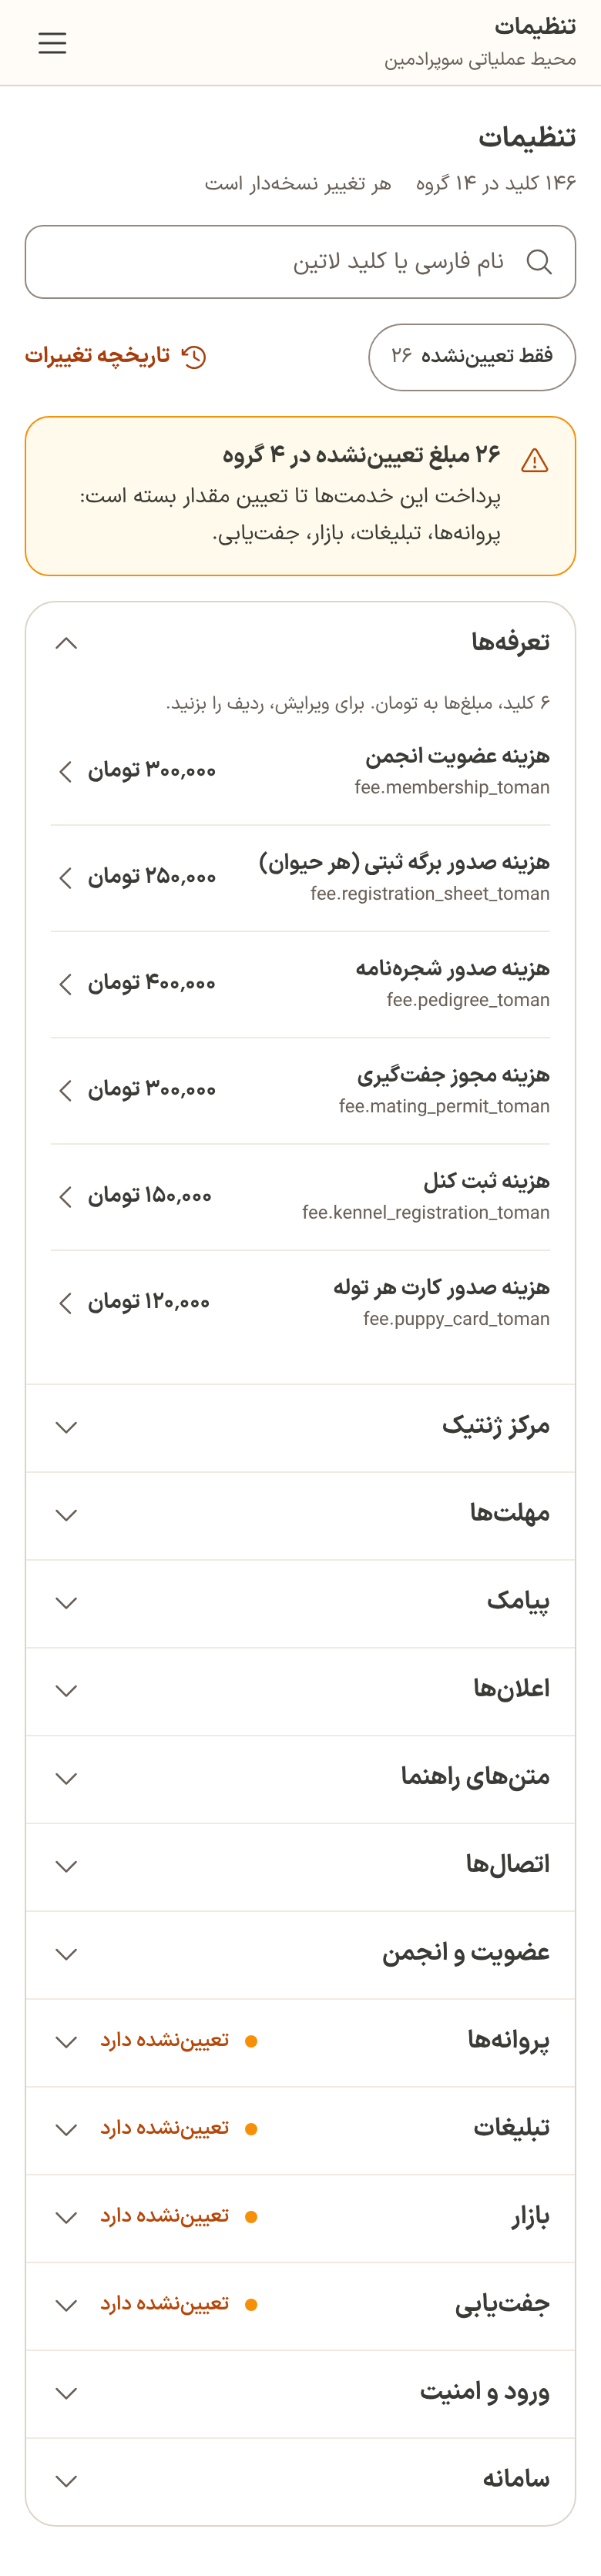 تنظیمات
محیط عملیاتی سوپرادمین
تنظیمات
۱۴۶ کلید در ۱۴ گروه هر تغییر نسخه‌دار است
نام فارسی یا کلید لاتین
فقط تعیین‌نشده ۲۶
تاریخچه تغییرات
۲۶ مبلغ تعیین‌نشده در ۴ گروه
پرداخت این خدمت‌ها تا تعیین مقدار بسته است:
پروانه‌ها، تبلیغات، بازار، جفت‌یابی.
تعرفه‌ها
۶ کلید، مبلغ‌ها به تومان. برای ویرایش، ردیف را بزنید.
هزینه عضویت انجمن
fee.membership_toman
۳۰۰٬۰۰۰ تومان
هزینه صدور برگه ثبتی (هر حیوان)
fee.registration_sheet_toman
۲۵۰٬۰۰۰ تومان
هزینه صدور شجره‌نامه
fee.pedigree_toman
۴۰۰٬۰۰۰ تومان
هزینه مجوز جفت‌گیری
fee.mating_permit_toman
۳۰۰٬۰۰۰ تومان
هزینه ثبت کنل
fee.kennel_registration_toman
۱۵۰٬۰۰۰ تومان
هزینه صدور کارت هر توله
fee.puppy_card_toman
۱۲۰٬۰۰۰ تومان
مرکز ژنتیک
مهلت‌ها
پیامک
اعلان‌ها
متن‌های راهنما
اتصال‌ها
عضویت و انجمن
پروانه‌ها
تعیین‌نشده دارد
تبلیغات
تعیین‌نشده دارد
بازار
تعیین‌نشده دارد
جفت‌یابی
تعیین‌نشده دارد
ورود و امنیت
سامانه